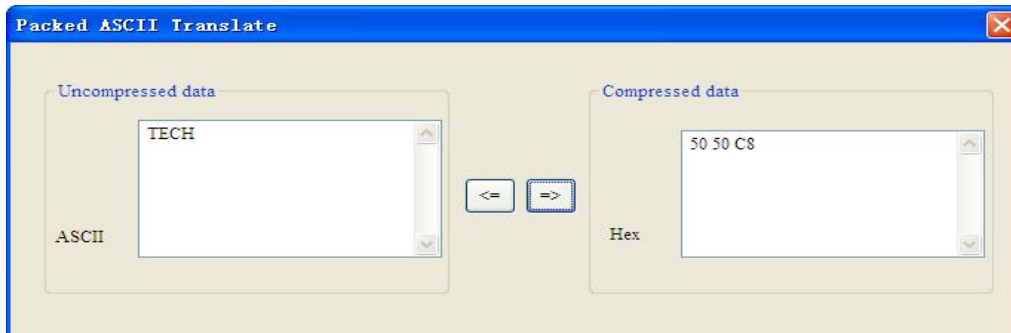 Packed ASCII Translate
Uncompressed data
TECH
ASCII
<=
=>
Compressed data
50 50 C8
Hex